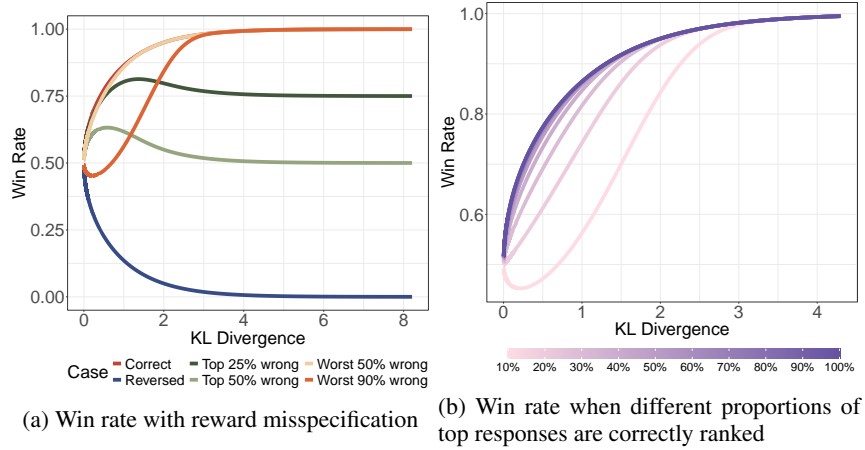 1.00
0.75
0.50
0.25
0.00
Win Rate
0 2 4 6 8
KL Divergence
Case
Correct Top 25% wrong Worst 50% wrong
Reversed Top 50% wrong Worst 90% wrong
(a) Win rate with reward misspecification
1.0
0.8
0.6
Win Rate
0 1 2 3 4
KL Divergence
10% 20% 30% 40% 50% 60% 70% 80% 90% 100%
(b) Win rate when different proportions of
top responses are correctly ranked